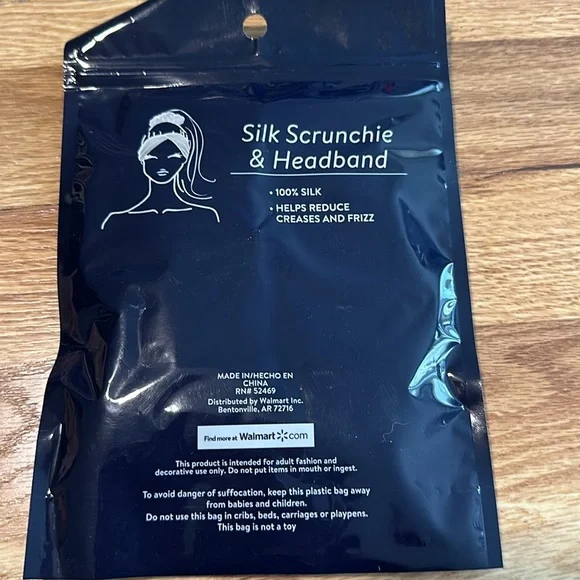 Silk Scrunchie
& Headband
• 100% SILK
• HELPS REDUCE
CREASES AND FRIZZ
MADE IN/HECHO EN
CHINA
RN# 52469
Distributed by Walmart Inc.
Bentonville, AR 72716
Find more at Walmart.com
This product is intended for adult fashion and
decorative use only. Do not put items in mouth or ingest.
To avoid danger of suffocation, keep this plastic bag away
from babies and children.
Do not use this bag in cribs, beds, carriages or playpens.
This bag is not a toy